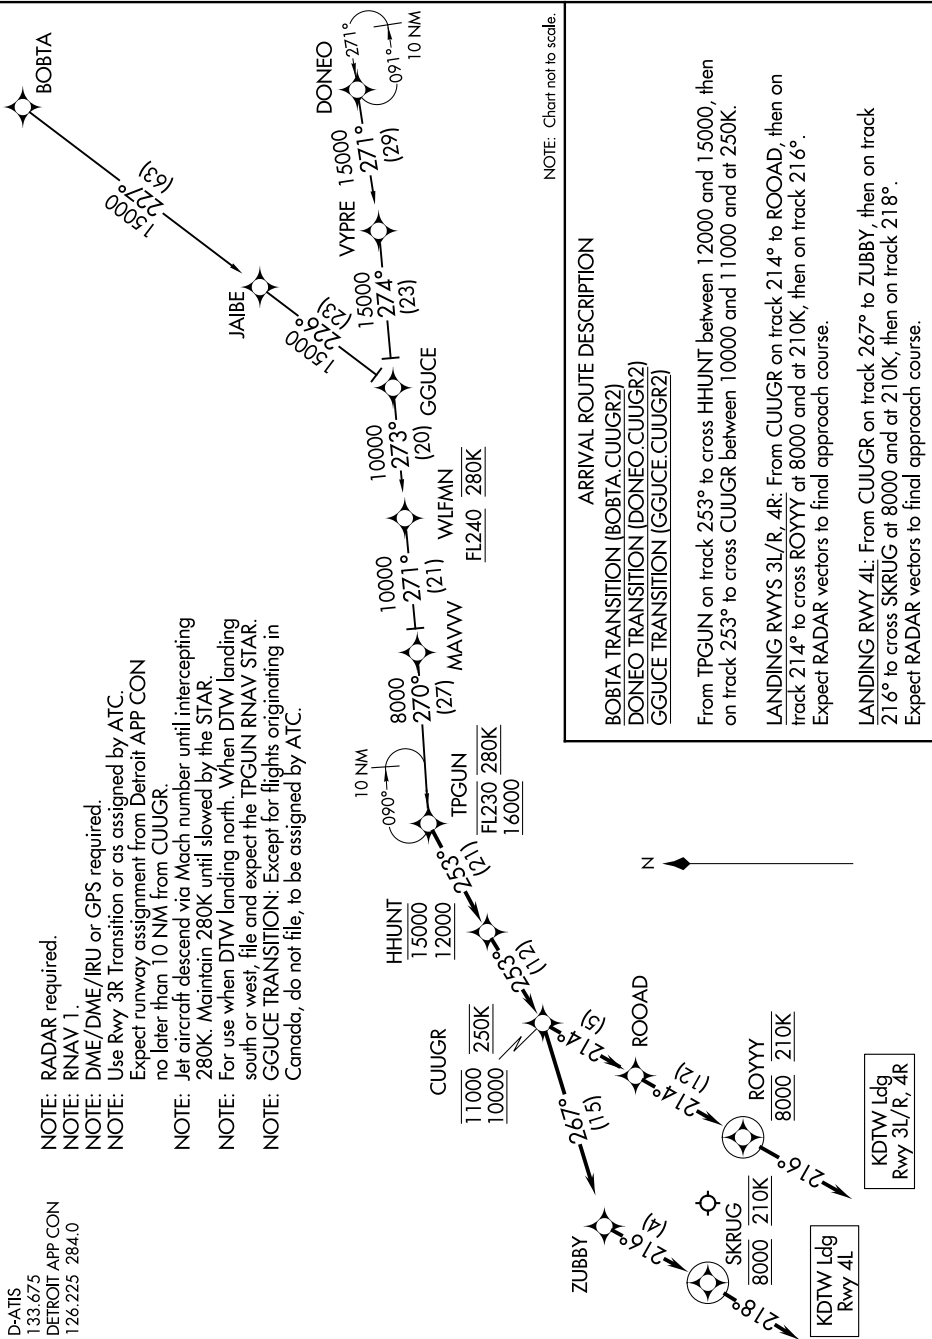 D-ATIS
133.675
DETROIT APP CON
126.225 284.0
NOTE: RADAR required.
NOTE: RNAV 1.
NOTE: DME/DME/IRU or GPS required.
NOTE: Use Rwy 3R Transition or as assigned by ATC.
Expect runway assignment from Detroit APP CON
no later than 10 NM from CUUGR.
NOTE: Jet aircraft descend via Mach number until intercepting
280K. Maintain 280K until slowed by the STAR.
NOTE: For use when DTW landing north. When DTW landing
south or west, file and expect the TPGUN RNAV STAR.
NOTE: GGUCE TRANSITION: Except for flights originating in
Canada, do not file, to be assigned by ATC.
BOBTA
15000
227°
(63)
JAIBE
15000
226°
(23)
DONEO
271°
091°
10 NM
15000
271°
(29)
VYPRE
15000
274°
(23)
GGUCE
10000
273°
(20)
WLFMN
FL240 280K
10000
271°
(21)
MAVVV
8000
270°
(27)
10 NM
090°
TPGUN
FL230 280K
16000
253°
(21)
HHUNT
15000
12000
253°
(12)
CUUGR
11000 250K
10000
214°
(5)
ROOAD
214°
(12)
ROYYY
8000 210K
216°
KDTW Ldg
Rwy 3L/R, 4R
267°
(15)
ZUBBY
216°
(4)
SKRUG
8000 210K
218°
KDTW Ldg
Rwy 4L
N
NOTE: Chart not to scale.
ARRIVAL ROUTE DESCRIPTION
BOBTA TRANSITION (BOBTA.CUUGR2)
DONEO TRANSITION (DONEO.CUUGR2)
GGUCE TRANSITION (GGUCE.CUUGR2)
From TPGUN on track 253° to cross HHUNT between 12000 and 15000, then
on track 253° to cross CUUGR between 10000 and 11000 and at 250K.
LANDING RWYS 3L/R, 4R: From CUUGR on track 214° to ROOAD, then on
track 214° to cross ROYYY at 8000 and at 210K, then on track 216°.
Expect RADAR vectors to final approach course.
LANDING RWY 4L: From CUUGR on track 267° to ZUBBY, then on track
216° to cross SKRUG at 8000 and at 210K, then on track 218°.
Expect RADAR vectors to final approach course.